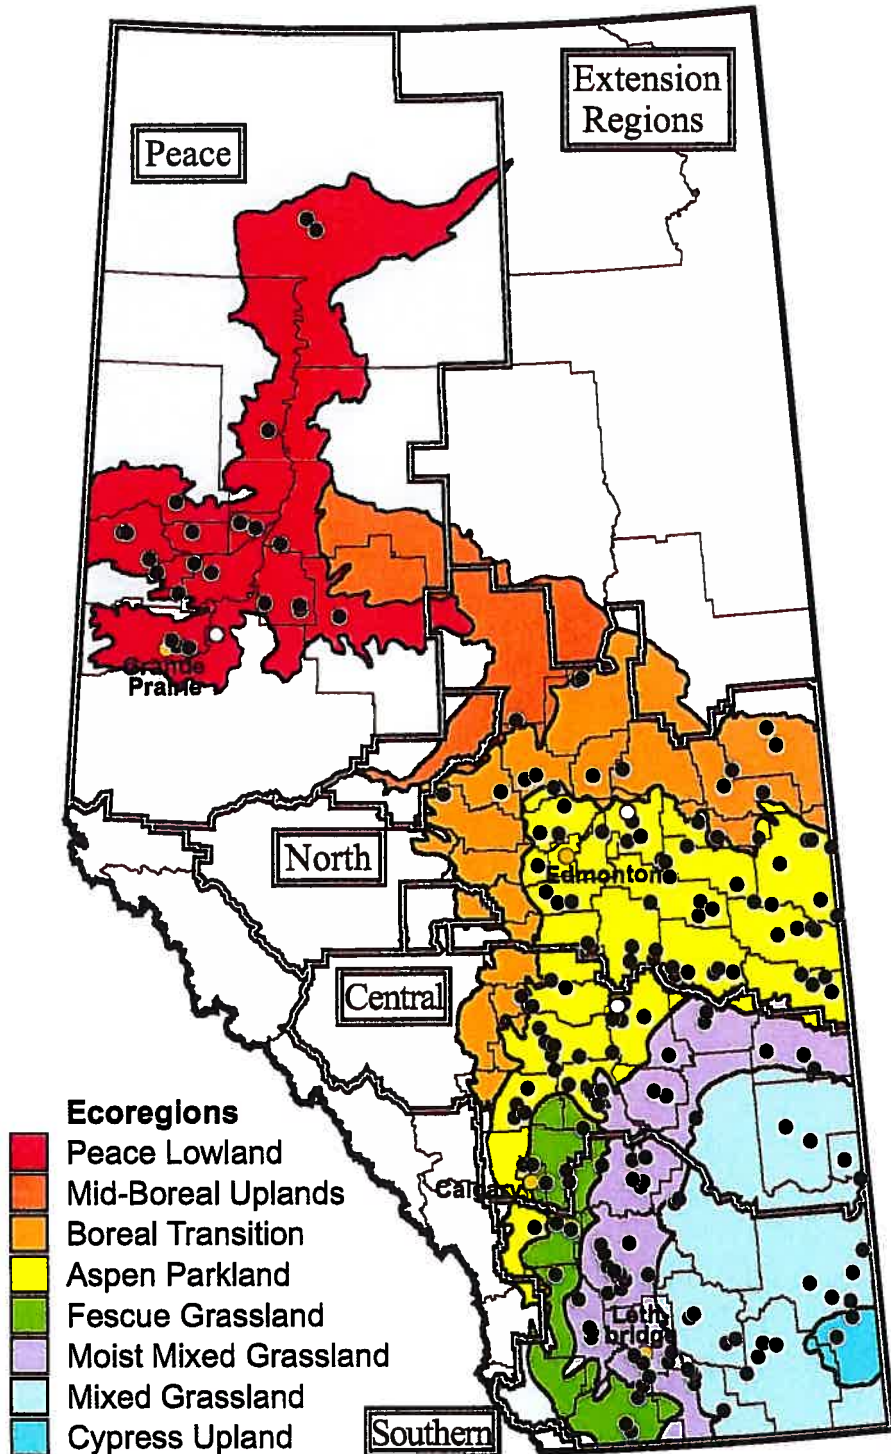 Extension
Regions
Peace
Grande
Prairie
North
Edmonton
Central
Calgary
Leth
bridge
Southern
Ecoregions
Peace Lowland
Mid-Boreal Uplands
Boreal Transition
Aspen Parkland
Fescue Grassland
Moist Mixed Grassland
Mixed Grassland
Cypress Upland